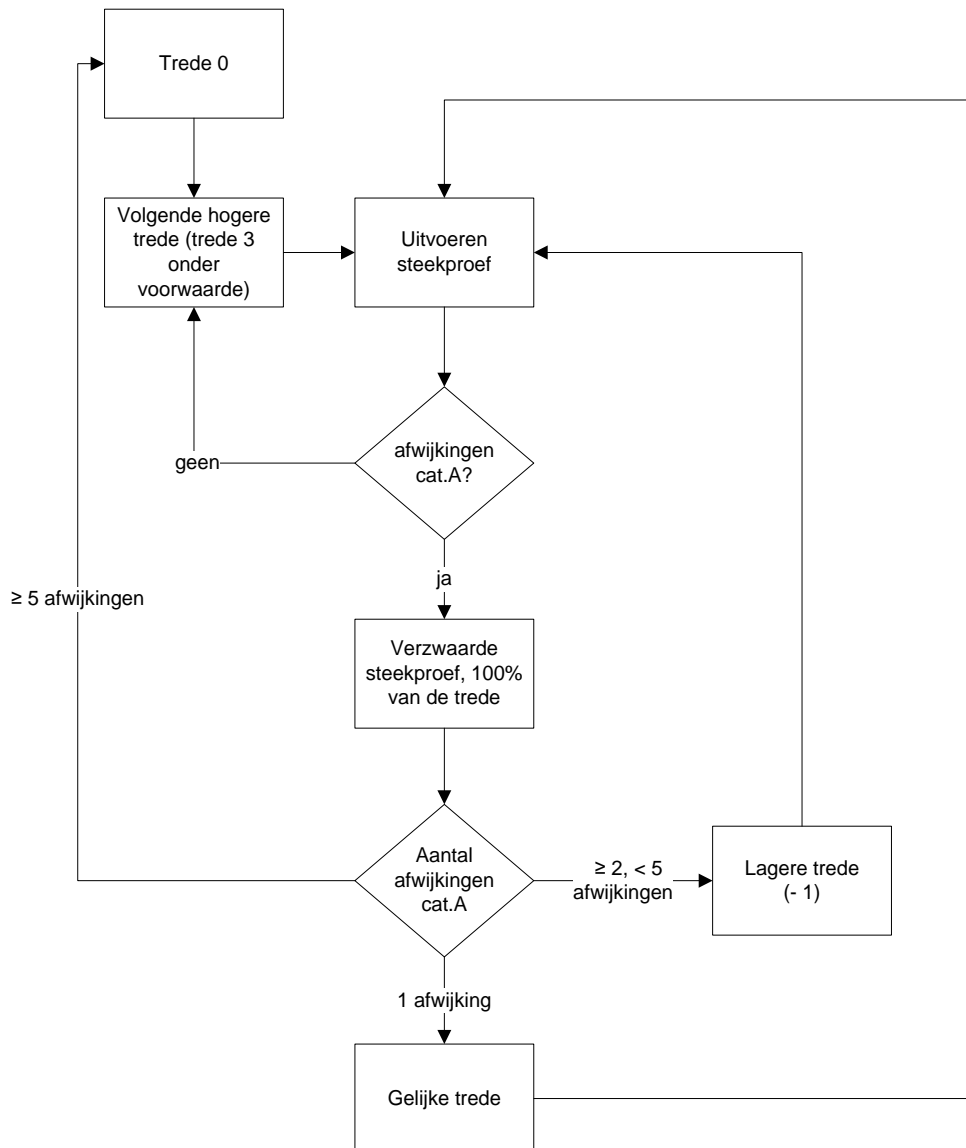 Trede 0
Volgende hogere
trede (trede 3
onder
voorwaarde)
Uitvoeren
steekproef
afwijkingen
cat.A?
geen
ja
≥ 5 afwijkingen
Verzwaarde
steekproef, 100%
van de trede
Aantal
afwijkingen
cat.A
≥ 2, < 5
afwijkingen
Lagere trede
(- 1)
1 afwijking
Gelijke trede